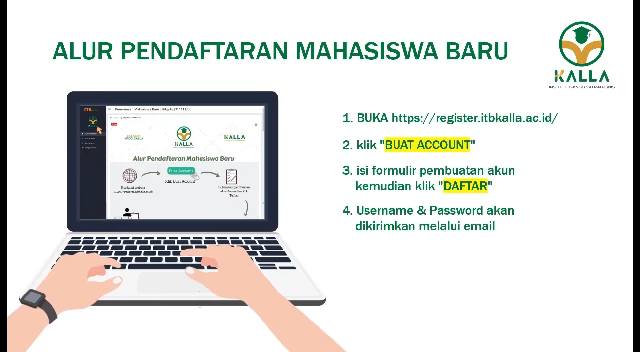 ALUR PENDAFTARAN MAHASISWA BARU
KALLA
1. BUKA https://register.itbkalla.ac.id/
2. klik "BUAT ACCOUNT"
3. isi formulir pembuatan akun
kemudian klik "DAFTAR"
4. Username & Password akan
dikirimkan melalui email
KALLA
KALLA
Alur Pendaftaran Mahasiswa Baru